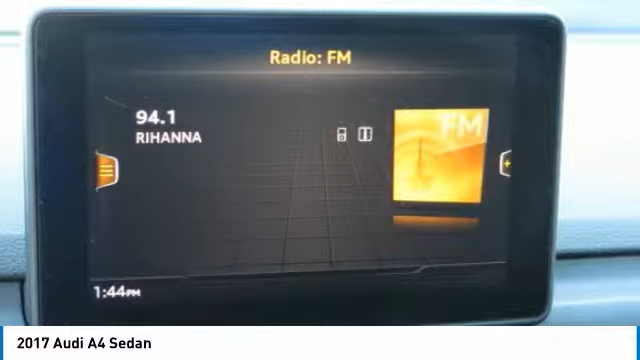 Radio: FM
94.1
RIHANNA
FM
1:44PM
2017 Audi A4 Sedan